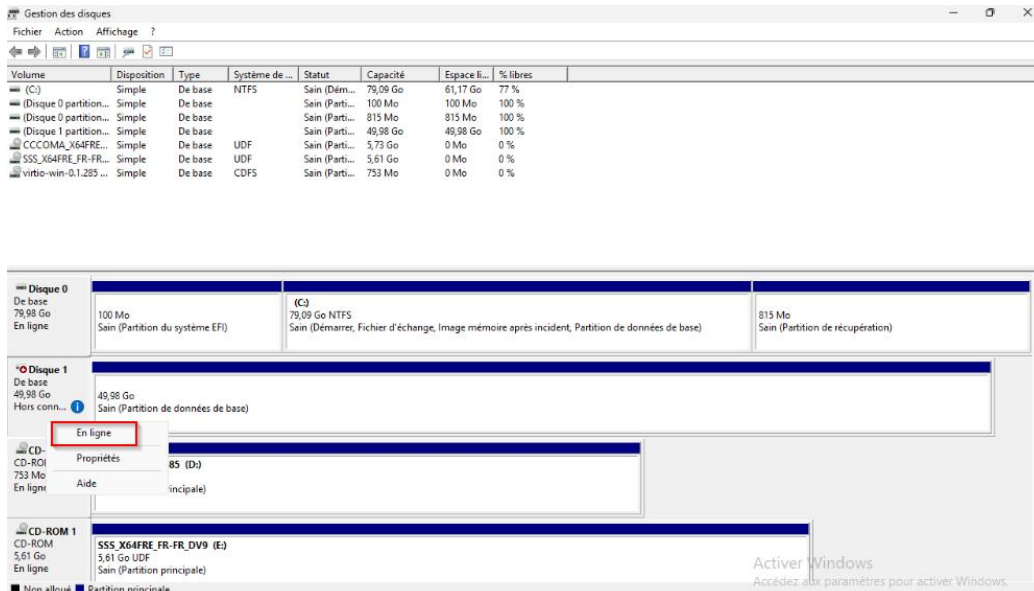 Gestion des disques
Fichier Action Affichage ?
Volume Disposition Type Système de ... Statut Capacité Espace li... % libres
(C:) Simple De base NTFS Sain (Dém... 79,09 Go 61,17 Go 77 %
(Disque 0 partition... Simple De base Sain (Parti... 100 Mo 100 Mo 100 %
(Disque 0 partition... Simple De base Sain (Parti... 815 Mo 815 Mo 100 %
(Disque 1 partition... Simple De base Sain (Parti... 49,98 Go 49,98 Go 100 %
CCCOMA_X64FRE... Simple De base UDF Sain (Parti... 5,73 Go 0 Mo 0 %
SSS_X64FRE_FR-FR... Simple De base UDF Sain (Parti... 5,61 Go 0 Mo 0 %
virtio-win-0.1.285 ... Simple De base CDFS Sain (Parti... 753 Mo 0 Mo 0 %
Disque 0
De base
79,98 Go
En ligne
100 Mo
Sain (Partition du système EFI)
(C:)
79,09 Go NTFS
Sain (Démarrer, Fichier d'échange, Image mémoire après incident, Partition de données de base)
815 Mo
Sain (Partition de récupération)
Disque 1
De base
49,98 Go
Hors conn...
49,98 Go
Sain (Partition de données de base)
En ligne
Propriétés
Aide
CD-
CD-RO
753 Mo
En ligne
85 (D:)
incipale)
CD-ROM 1
CD-ROM
5,61 Go
En ligne
SSS_X64FRE_FR-FR_DV9 (E:)
5,61 Go UDF
Sain (Partition principale)
Activer Windows
Accédez aux paramètres pour activer Windows.
Non alloué Partition principale